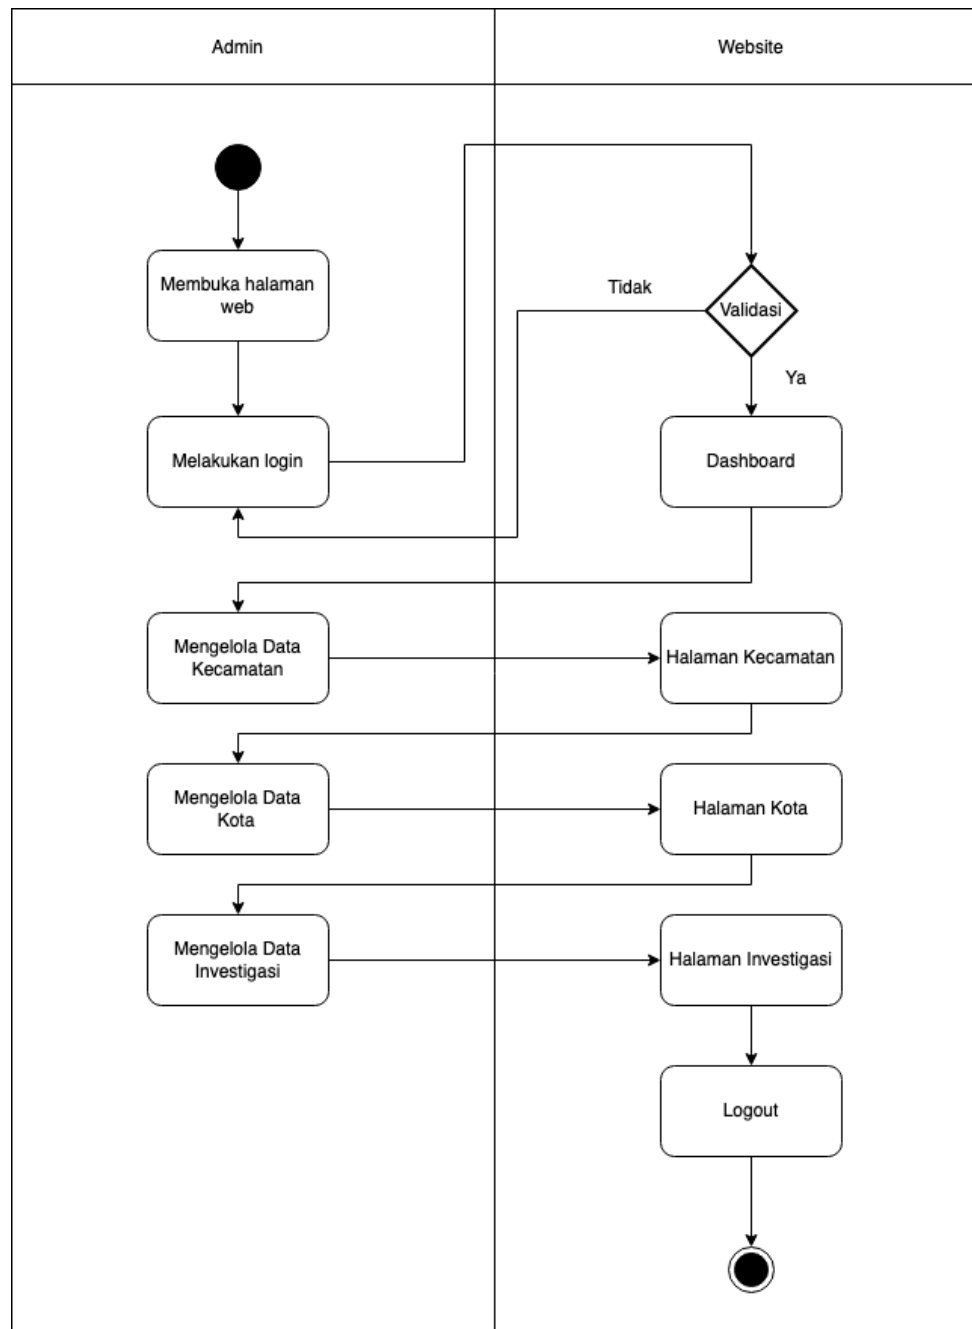 Admin
Website
Membuka halaman
web
Tidak
Validasi
Ya
Melakukan login
Dashboard
Mengelola Data
Kecamatan
Halaman Kecamatan
Mengelola Data
Kota
Halaman Kota
Mengelola Data
Investigasi
Halaman Investigasi
Logout